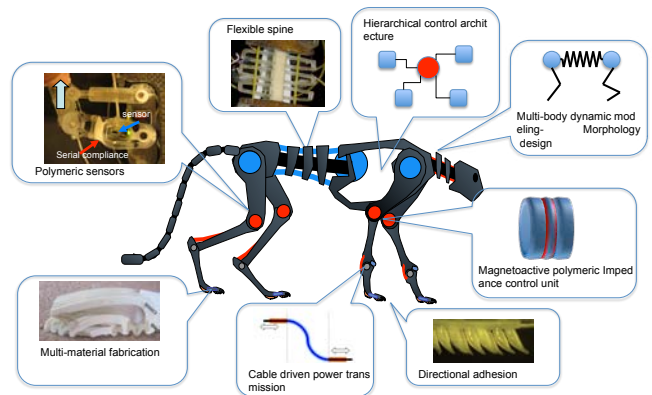 Flexible spine
Hierarchical control archit
ecture
Multi-body dynamic mod
eling- Morphology
design
sensor
Serial compliance
Polymeric sensors
Magnetoactive polymeric Imped
ance control unit
Multi-material fabrication
Cable driven power trans
mission
Directional adhesion